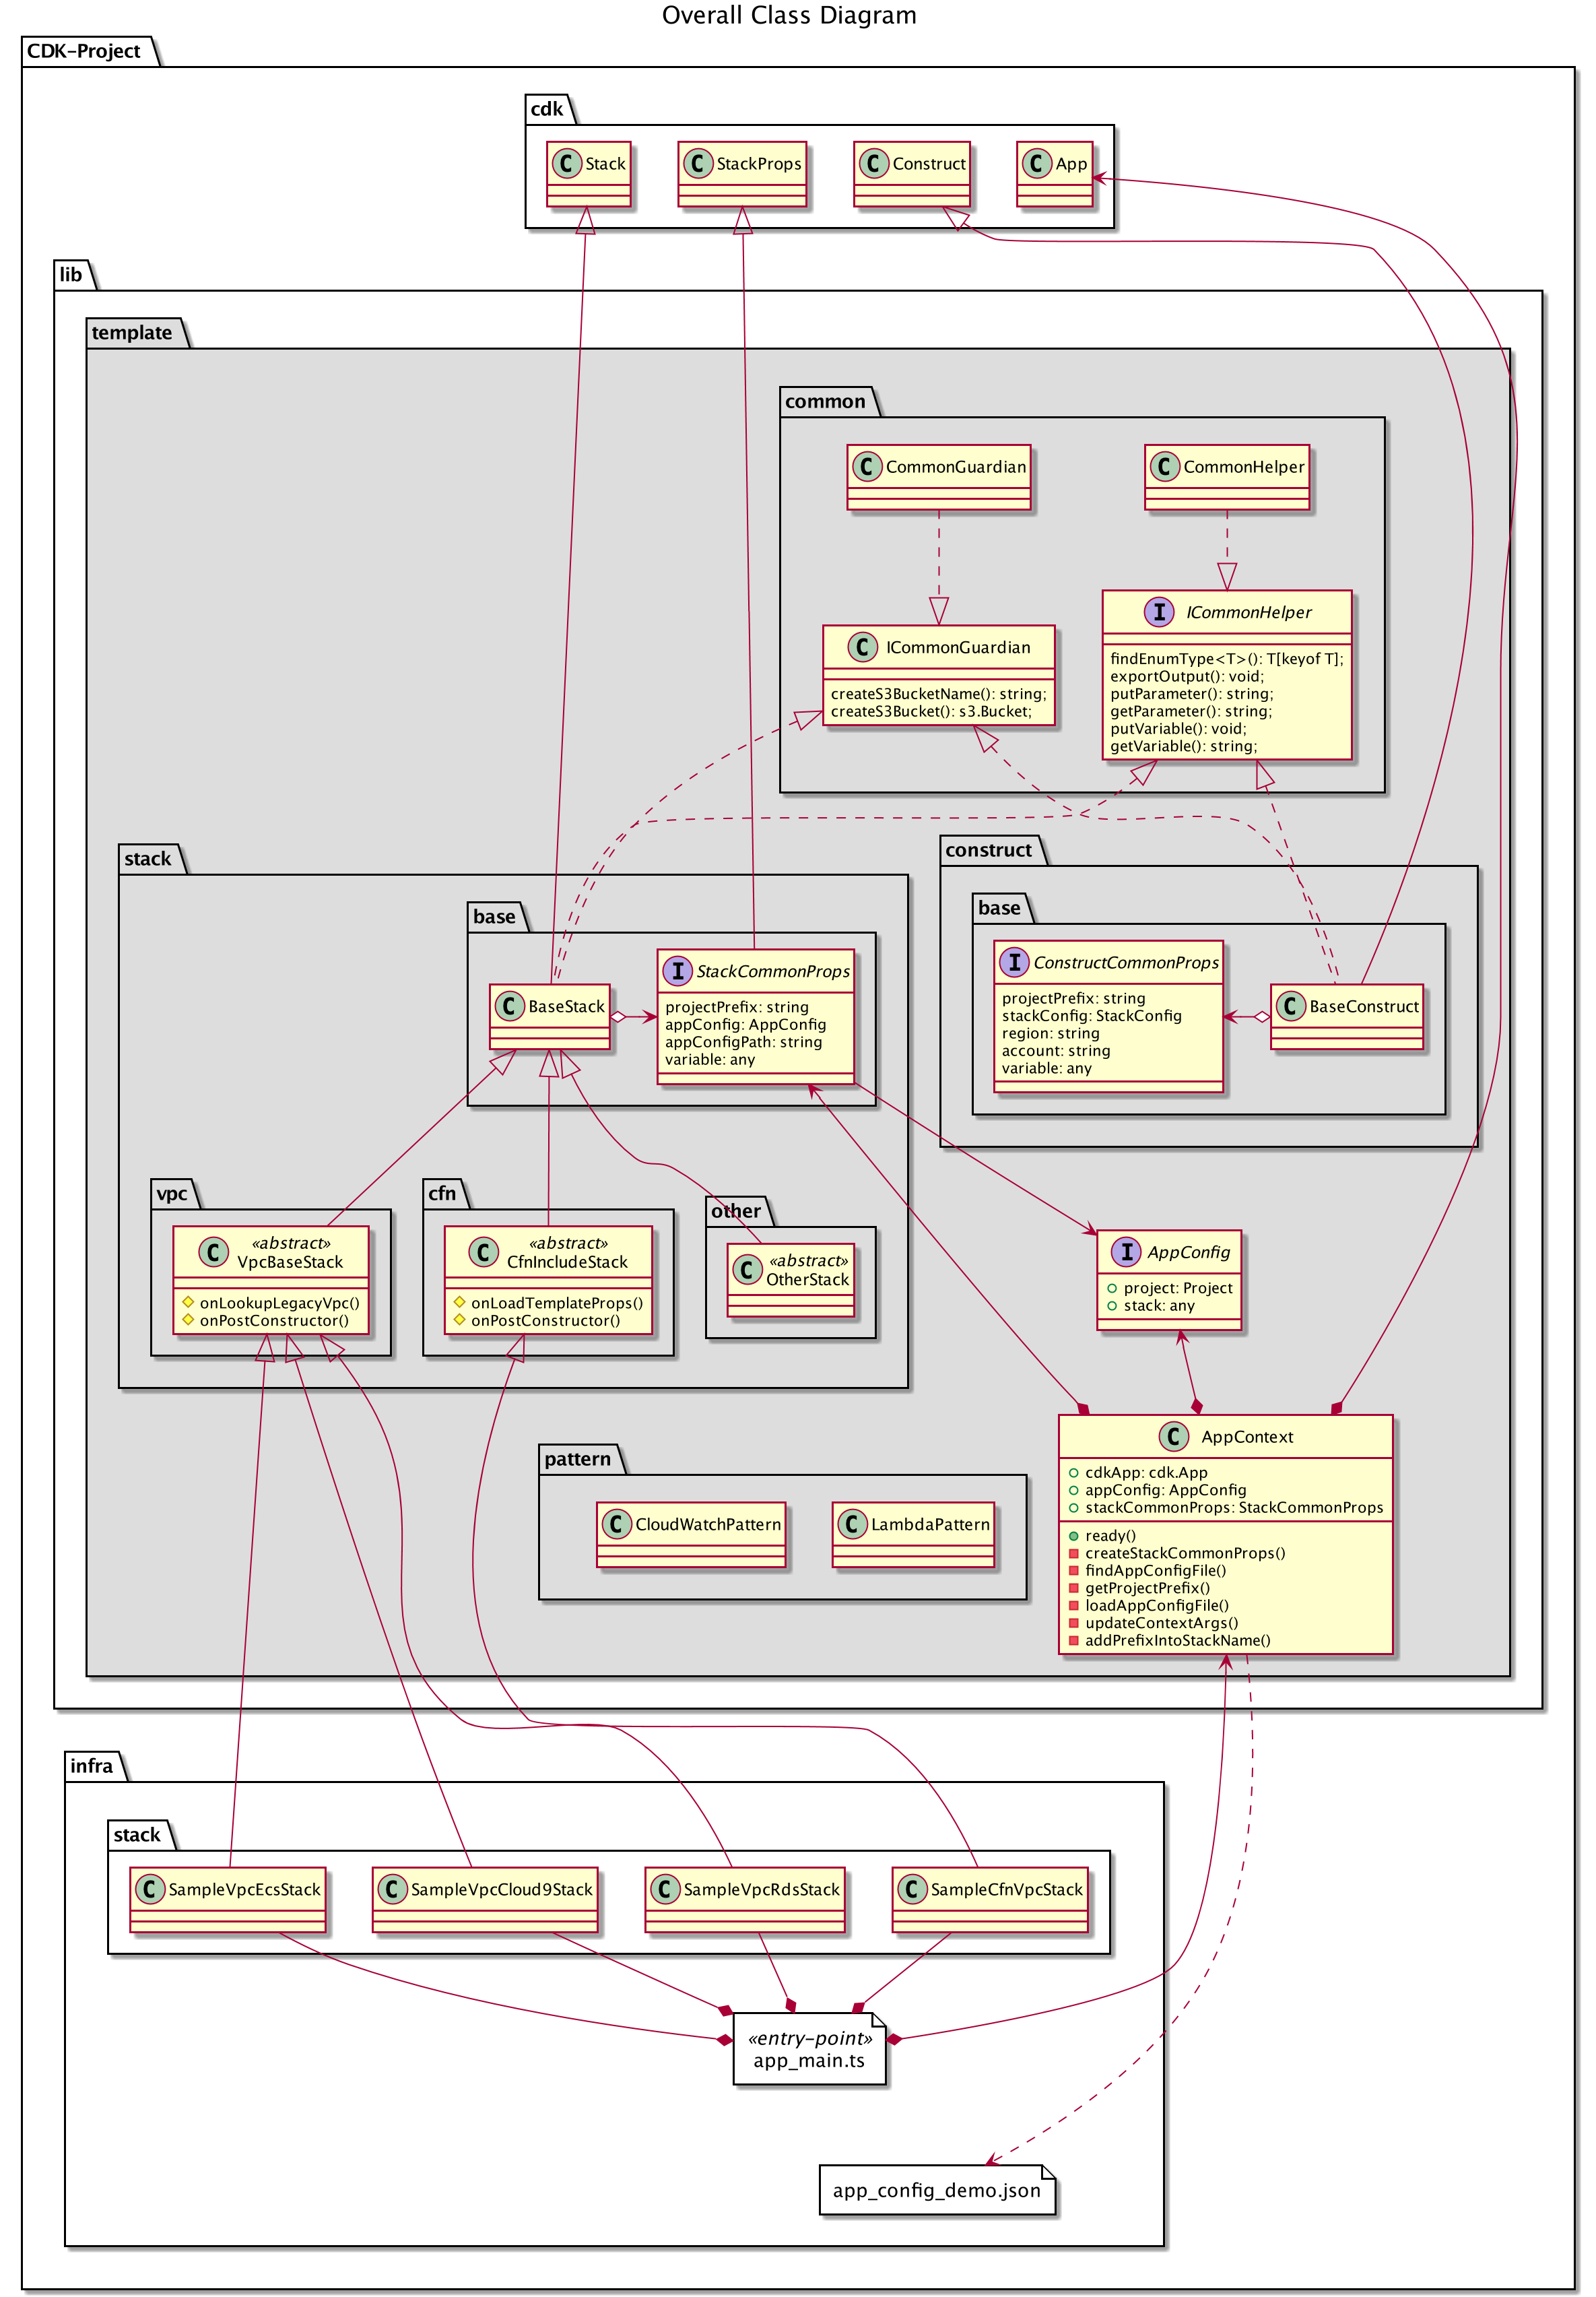 Overall Class Diagram
CDK-Project
cdk
C Stack
C StackProps
C Construct
C App
lib
template
common
C CommonGuardian
C CommonHelper
C ICommonGuardian
createS3BucketName(): string;
createS3Bucket(): s3.Bucket;
I ICommonHelper
findEnumType<T>(): T[keyof T];
exportOutput(): void;
putParameter(): string;
getParameter(): string;
putVariable(): void;
getVariable(): string;
stack
base
C BaseStack
I StackCommonProps
projectPrefix: string
appConfig: AppConfig
appConfigPath: string
variable: any
construct
base
I ConstructCommonProps
projectPrefix: string
stackConfig: StackConfig
region: string
account: string
variable: any
C BaseConstruct
vpc
C «abstract»
VpcBaseStack
onLookupLegacyVpc()
onPostConstructor()
cfn
C «abstract»
CfnIncludeStack
onLoadTemplateProps()
onPostConstructor()
other
C «abstract»
OtherStack
I AppConfig
project: Project
stack: any
pattern
C CloudWatchPattern
C LambdaPattern
C AppContext
cdkApp: cdk.App
appConfig: AppConfig
stackCommonProps: StackCommonProps
ready()
createStackCommonProps()
findAppConfigFile()
getProjectPrefix()
loadAppConfigFile()
updateContextArgs()
addPrefixIntoStackName()
infra
stack
C SampleVpcEcsStack
C SampleVpcCloud9Stack
C SampleVpcRdsStack
C SampleCfnVpcStack
«entry-point»
app_main.ts
app_config_demo.json